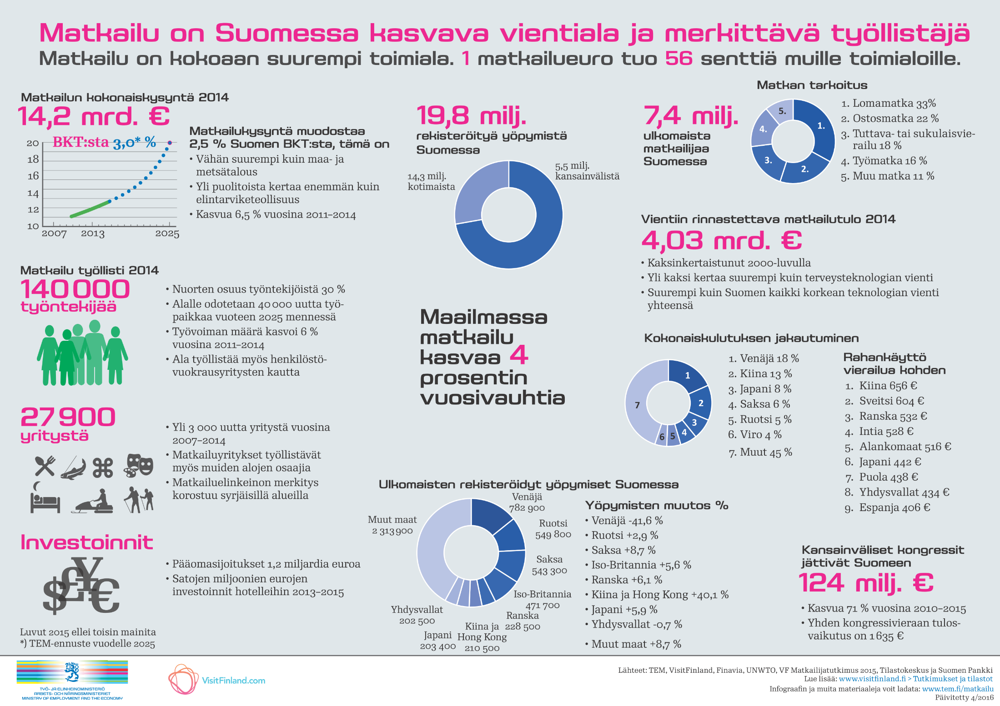 Matkailu on Suomessa kasvava vientiala ja merkittävä työllistäjä
Matkailu on kokoaan suurempi toimiala. 1 matkailueuro tuo 56 senttiä muille toimialoille.
Matkailun kokonaiskysyntä 2014
14,2 mrd. €
BKT:sta 3,0* %
20
18
16
14
12
10
2007
2013
2025
Matkailukysyntä muodostaa
2,5 % Suomen BKT:sta, tämä on
• Vähän suurempi kuin maa- ja
metsätalous
• Yli puolitoista kertaa enemmän kuin
elintarviketeollisuus
• Kasvua 6,5 % vuosina 2011–2014
Matkailu työllisti 2014
140 000
työntekijää
• Nuorten osuus työntekijöistä 30 %
• Alalle odotetaan 40 000 uutta työ-
paikkaa vuoteen 2025 mennessä
• Työvoiman määrä kasvoi 6 %
vuosina 2011–2014
• Ala työllistää myös henkilöstö-
vuokrausyritysten kautta
27 900
yritystä
• Yli 3 000 uutta yritystä vuosina
2007–2014
• Matkailuyritykset työllistävät
myös muiden alojen osaajia
• Matkailuelinkeinon merkitys
korostuu syrjäisillä alueilla
Investoinnit
$ £ ¥ €
• Pääomasijoitukset 1,2 miljardia euroa
• Satojen miljoonien eurojen
investoinnit hotelleihin 2013–2015
Luvut 2015 ellei toisin mainita
*) TEM-ennuste vuodelle 2025
19,8 milj.
rekisteröityä yöpymistä
Suomessa
14,3 milj.
kotimaista
5,5 milj.
kansainvälistä
Maailmassa
matkailu
kasvaa 4
prosentin
vuosivauhtia
7,4 milj.
ulkomaista
matkailijaa
Suomessa
Matkan tarkoitus
1.
2.
3.
4.
5.
1. Lomamatka 33%
2. Ostosmatka 22 %
3. Tuttava- tai sukulaisvie-
railu 18 %
4. Työmatka 16 %
5. Muu matka 11 %
Vientiin rinnastettava matkailutulo 2014
4,03 mrd. €
• Kaksinkertaistunut 2000-luvulla
• Yli kaksi kertaa suurempi kuin terveysteknologian vienti
• Suurempi kuin Suomen kaikki korkean teknologian vienti
yhteensä
Kokonaiskulutuksen jakautuminen
1
2
3
4
5
6
7
1. Venäjä 18 %
2. Kiina 13 %
3. Japani 8 %
4. Saksa 6 %
5. Ruotsi 5 %
6. Viro 4 %
7. Muut 45 %
Rahankäyttö
vierailua kohden
1. Kiina 656 €
2. Sveitsi 604 €
3. Ranska 532 €
4. Intia 528 €
5. Alankomaat 516 €
6. Japani 442 €
7. Puola 438 €
8. Yhdysvallat 434 €
9. Espanja 406 €
Ulkomaisten rekisteröidyt yöpymiset Suomessa
Venäjä
782 900
Ruotsi
549 800
Saksa
543 300
Iso-Britannia
471 700
Ranska
228 500
Kiina ja
Hong Kong
210 500
Japani
203 400
Yhdysvallat
202 500
Muut maat
2 313 900
Yöpymisten muutos %
• Venäjä -41,6 %
• Ruotsi +2,9 %
• Saksa +8,7 %
• Iso-Britannia +5,6 %
• Ranska +6,1 %
• Kiina ja Hong Kong +40,1 %
• Japani +5,9 %
• Yhdysvallat -0,7 %
• Muut maat +8,7 %
Kansainväliset kongressit
jättivät Suomeen
124 milj. €
• Kasvua 71 % vuosina 2010–2015
• Yhden kongressivieraan tulos-
vaikutus on 1 635 €
TYÖ- JA ELINKEINOMINISTERIÖ
ARBETS- OCH NÄRINGSMINISTERIET
MINISTRY OF EMPLOYMENT AND THE ECONOMY
VisitFinland.com
Lähteet: TEM, VisitFinland, Finavia, UNWTO, VF Matkailijatutkimus 2015, Tilastokeskus ja Suomen Pankki
Lue lisää: www.visitfinland.fi > Tutkimukset ja tilastot
Infograafin ja muita materiaaleja voit ladata: www.tem.fi/matkailu
Päivitetty 4/2016